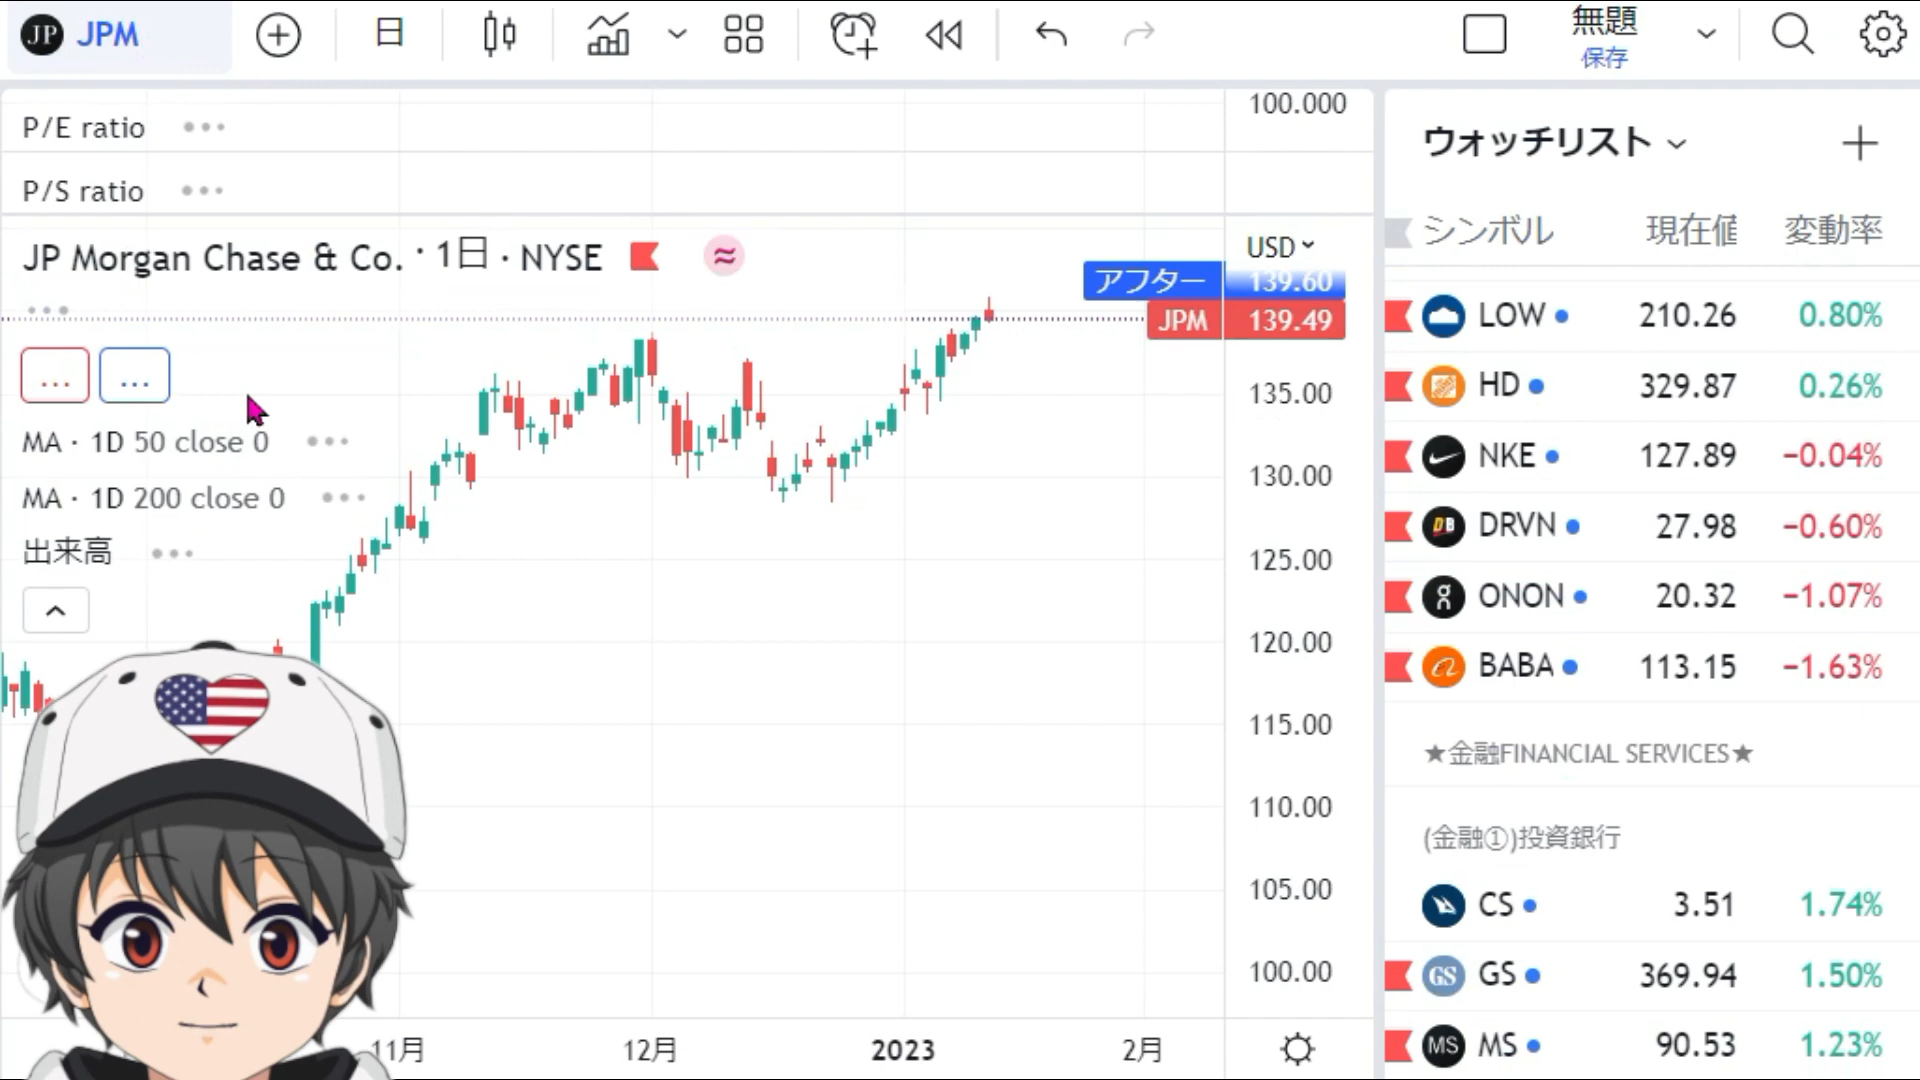 JP JPM
日
無題
保存
P/E ratio
P/S ratio
100.000
JP Morgan Chase & Co. · 1日 · NYSE
USD
アフター 139.60
JPM 139.49
MA · 1D 50 close 0
MA · 1D 200 close 0
出来高
135.00
130.00
125.00
120.00
115.00
110.00
105.00
100.00
11月 12月 2023 2月
ウォッチリスト
シンボル 現在値 変動率
LOW 210.26 0.80%
HD 329.87 0.26%
NKE 127.89 −0.04%
DRVN 27.98 −0.60%
ONON 20.32 −1.07%
BABA 113.15 −1.63%
★金融FINANCIAL SERVICES★
(金融①)投資銀行
CS 3.51 1.74%
GS GS 369.94 1.50%
MS MS 90.53 1.23%